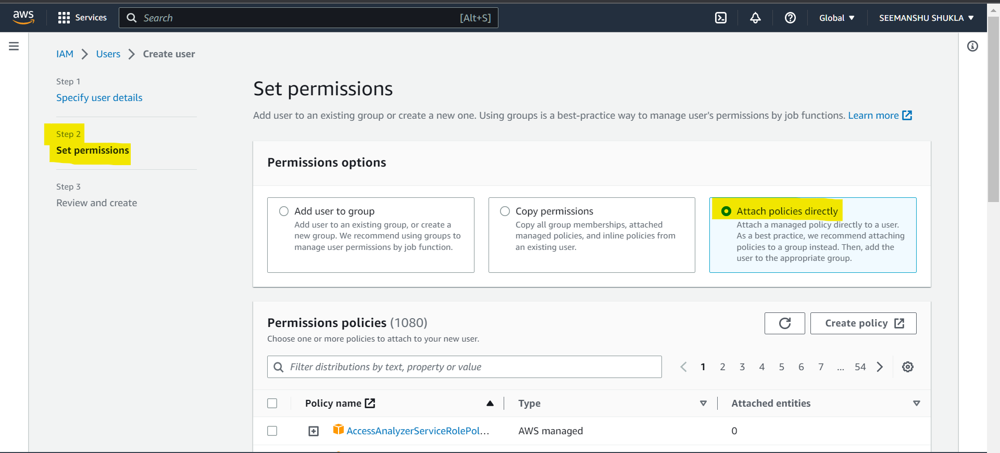 aws
Services
Search
[Alt+S]
Global
SEEMANSHU SHUKLA
IAM
Users
Create user
Step 1
Specify user details
Step 2
Set permissions
Step 3
Review and create
Set permissions
Add user to an existing group or create a new one. Using groups is a best-practice way to manage user's permissions by job functions. Learn more
Permissions options
Add user to group
Add user to an existing group, or create a
new group. We recommend using groups to
manage user permissions by job function.
Copy permissions
Copy all group memberships, attached
managed policies, and inline policies from
an existing user.
Attach policies directly
Attach a managed policy directly to a user.
As a best practice, we recommend attaching
policies to a group instead. Then, add the
user to the appropriate group.
Permissions policies (1080)
Choose one or more policies to attach to your new user.
Create policy
Filter distributions by text, property or value
1 2 3 4 5 6 7 ... 54
Policy name
Type
Attached entities
AccessAnalyzerServiceRolePol...
AWS managed
0